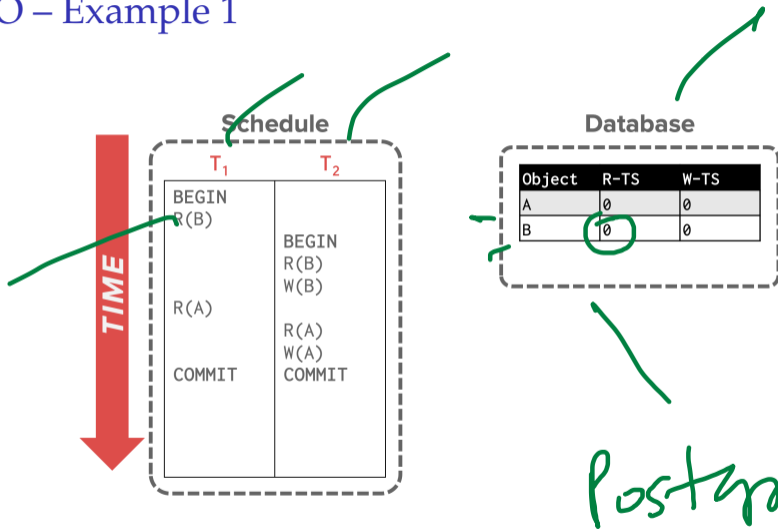 O – Example 1
Schedule
Database
T1 T2
Object R-TS W-TS
A 0 0
B 0 0
BEGIN
R(B)
BEGIN
R(B)
W(B)
R(A)
R(A)
W(A)
COMMIT COMMIT
TIME